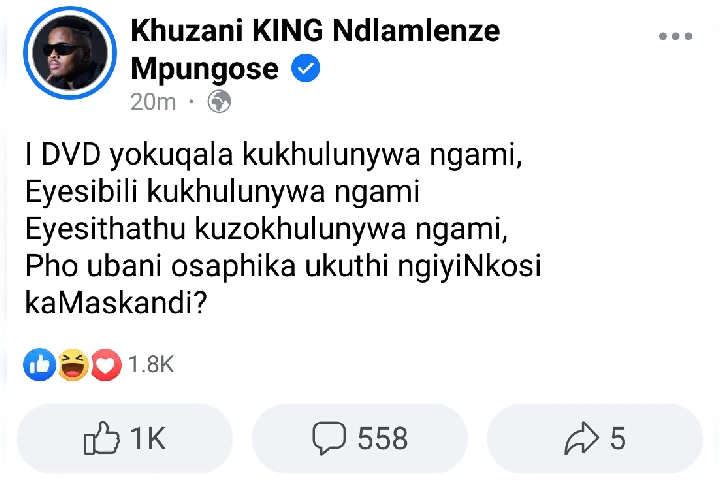 Khuzani KING Ndlamlenze
Mpungose
20m ·
I DVD yokuqala kukhulunywa ngami,
Eyesibili kukhulunywa ngami
Eyesithathu kuzokhulunywa ngami,
Pho ubani osaphika ukuthi ngiyiNkosi
kaMaskandi?
1.8K
1K 558 5